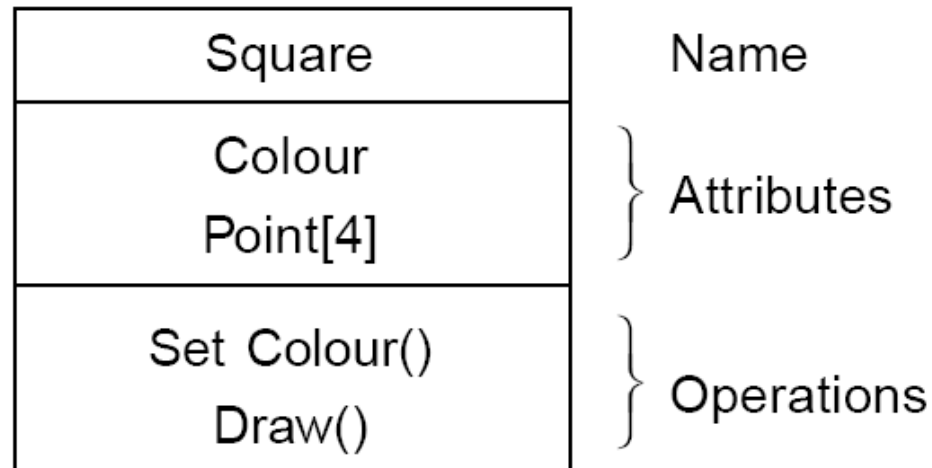 Square Name
Colour
Point[4]
Attributes
Set Colour()
Draw()
Operations